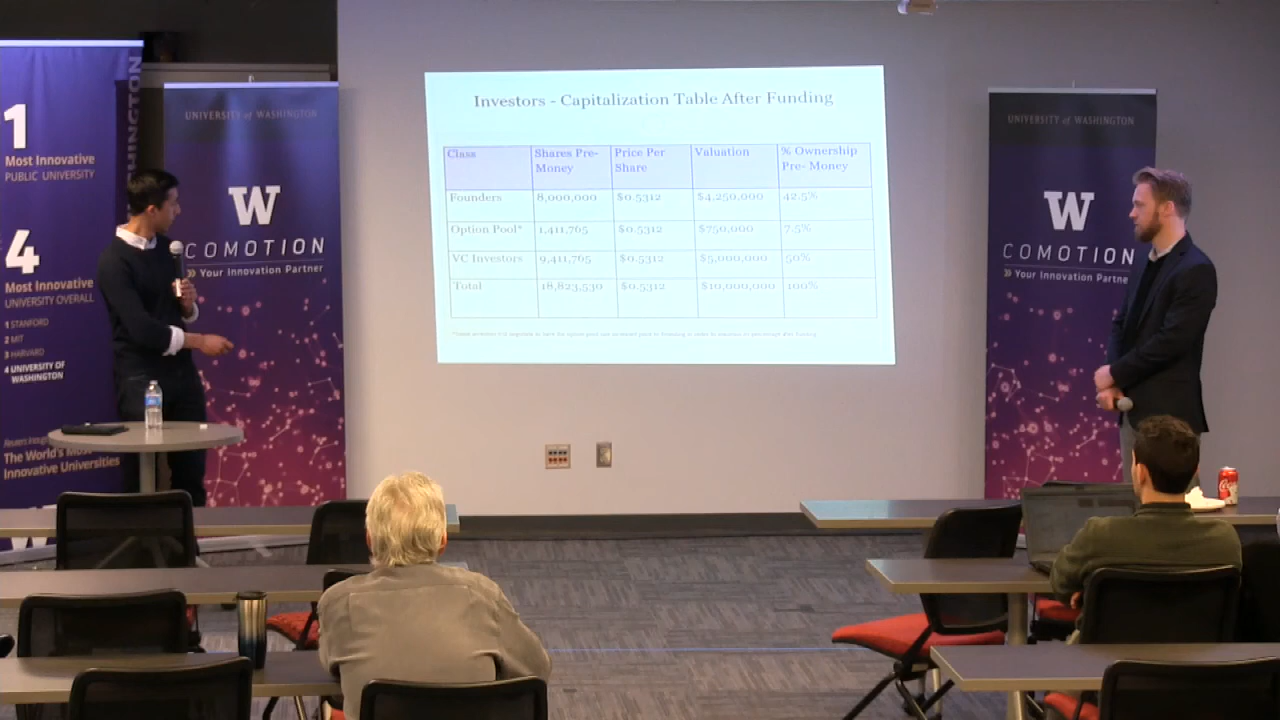 1
Most Innovative
PUBLIC UNIVERSITY
4
Most Innovative
UNIVERSITY OVERALL
1 STANFORD
2 MIT
3 HARVARD
4 UNIVERSITY OF
WASHINGTON
The World's Most
Innovative Universities
UNIVERSITY of WASHINGTON
W
COMOTION
» Your Innovation Partner
Investors - Capitalization Table After Funding
Class Shares Pre-Money Price Per Share Valuation % Ownership Pre- Money
Founders 8,000,000 $0.5312 $4,250,000 42.5%
Option Pool* 1,411,765 $0.5312 $750,000 7.5%
VC Investors 9,411,765 $0.5312 $5,000,000 50%
Total 18,823,530 $0.5312 $10,000,000 100%
UNIVERSITY of WASHINGTON
W
COMOTION
» Your Innovation Partne